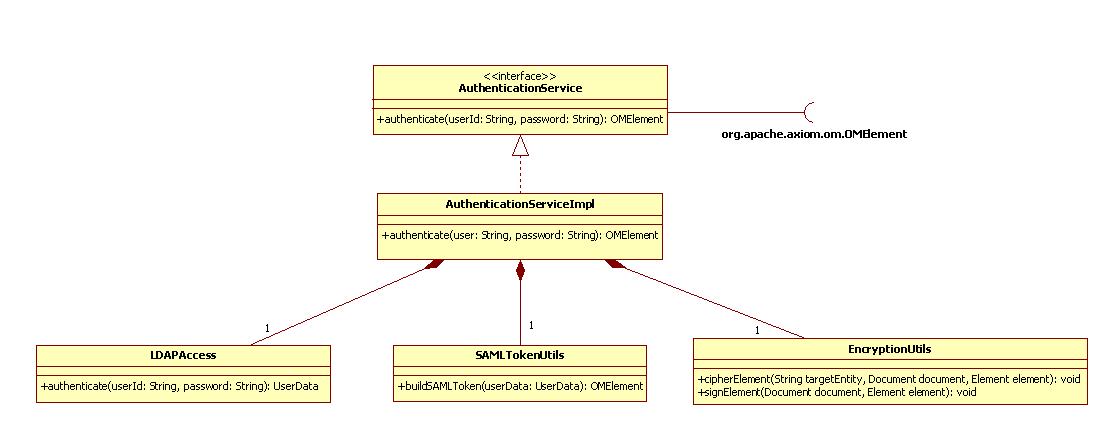 <<interface>>
AuthenticationService
+authenticate(userId: String, password: String): OMElement
org.apache.axiom.om.OMElement
AuthenticationServiceImpl
+authenticate(user: String, password: String): OMElement
1
1
1
LDAPAccess
+authenticate(userId: String, password: String): UserData
SAMLTokenUtils
+buildSAMLToken(userData: UserData): OMElement
EncryptionUtils
+cipherElement(String targetEntity, Document document, Element element): void
+signElement(Document document, Element element): void